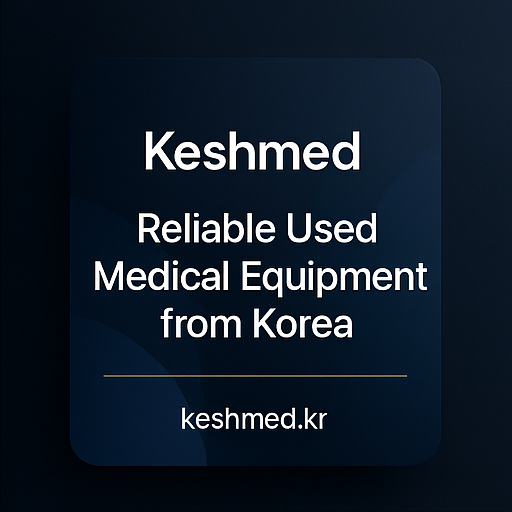 Keshmed
Reliable Used
Medical Equipment
from Korea
keshmed.kr